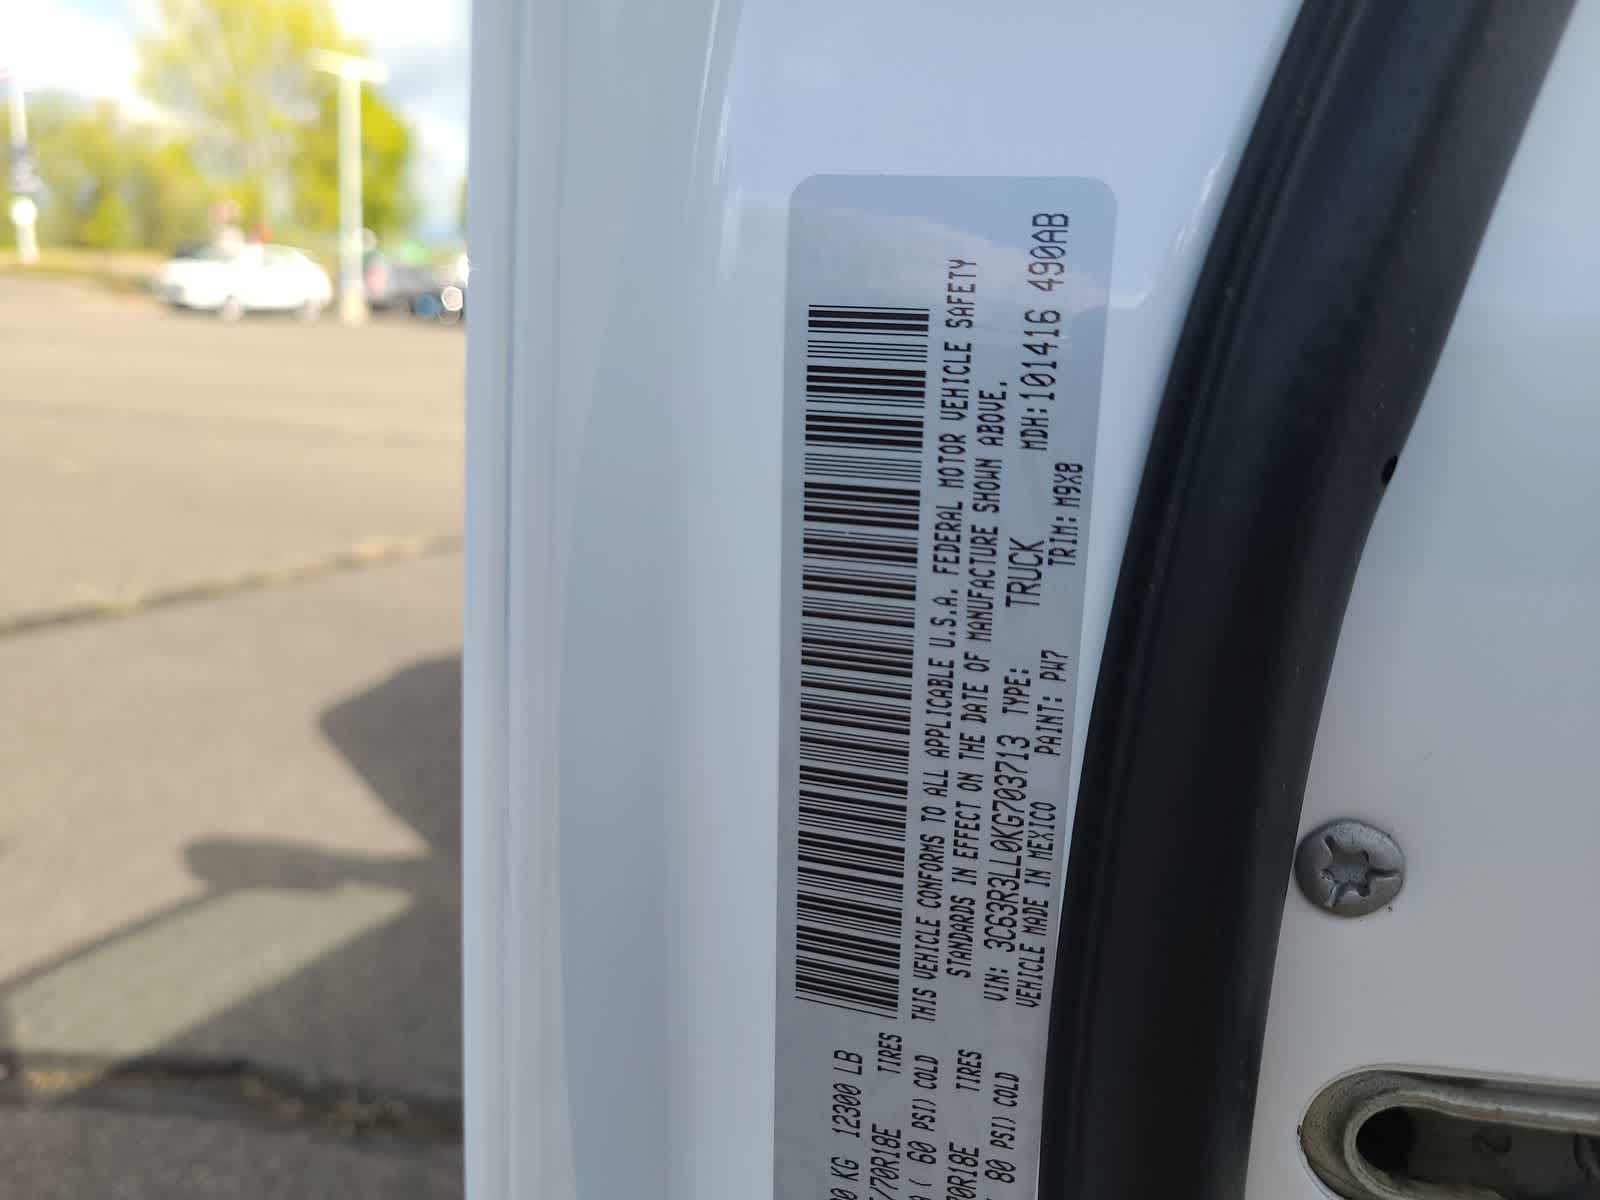 KG 12300 LB
/70R18E TIRES
( 60 PSI) COLD
70R18E TIRES
80 PSI) COLD
THIS VEHICLE CONFORMS TO ALL APPLICABLE U.S.A. FEDERAL MOTOR VEHICLE SAFETY
STANDARDS IN EFFECT ON THE DATE OF MANUFACTURE SHOWN ABOVE.
VIN: 3C63R3LL0KG703713 TYPE: TRUCK MDH:101416 490AB
VEHICLE MADE IN MEXICO PAINT: PW7 TRIM: M9X8